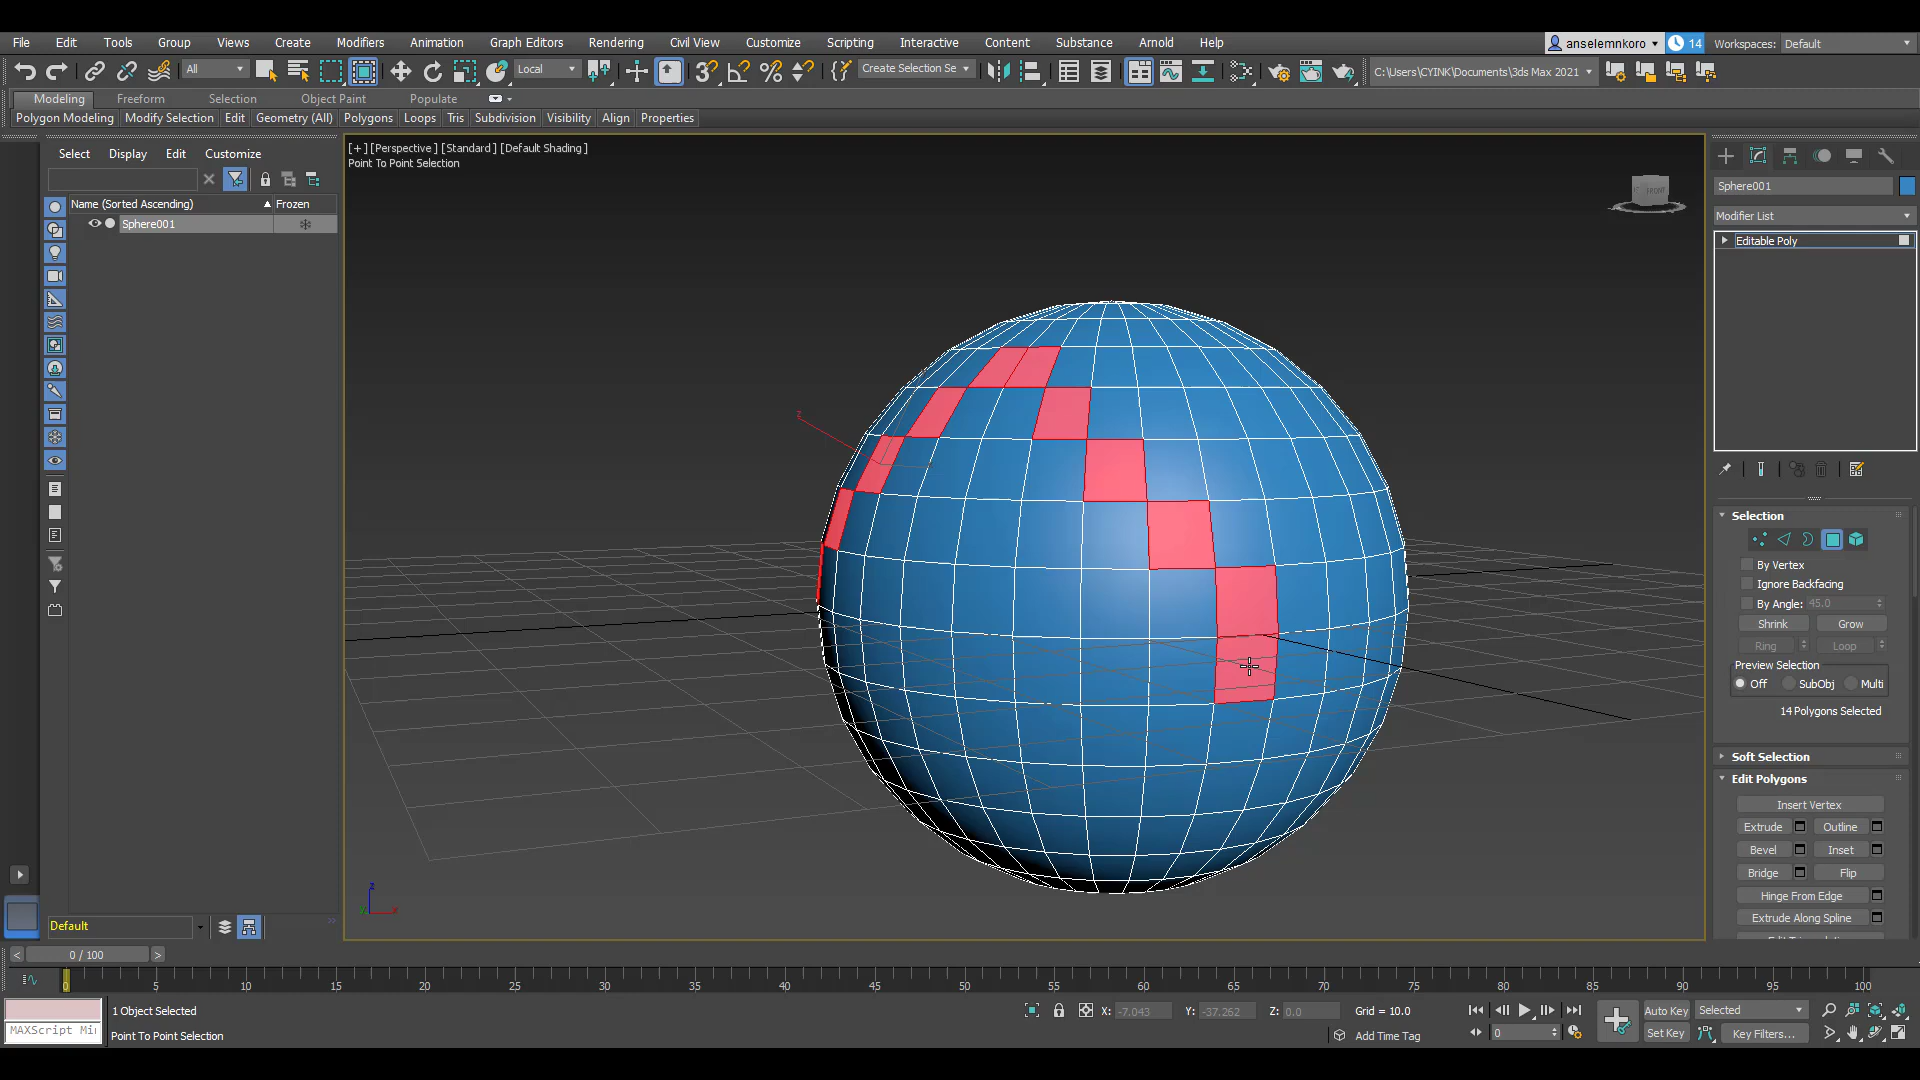 File Edit Tools Group Views Create Modifiers Animation Graph Editors Rendering Civil View Customize Scripting Interactive Content Substance Arnold Help anselemnkoro 14 Workspaces: Default
All Local Create Selection Se C:\Users\CYINK\Documents\3ds Max 2021
Modeling Freeform Selection Object Paint Populate
Polygon Modeling Modify Selection Edit Geometry (All) Polygons Loops Tris Subdivision Visibility Align Properties
Select Display Edit Customize
Name (Sorted Ascending) Frozen
Sphere001
[+] [Perspective ] [Standard ] [Default Shading ]
Point To Point Selection
FRONT
z
z
x
Sphere001
Modifier List
Editable Poly
Selection
By Vertex
Ignore Backfacing
By Angle: 45.0
Shrink Grow
Ring Loop
Preview Selection
Off SubObj Multi
14 Polygons Selected
Soft Selection
Edit Polygons
Insert Vertex
Extrude Outline
Bevel Inset
Bridge Flip
Hinge From Edge
Extrude Along Spline
Default
0 / 100
0 5 10 15 20 25 30 35 40 45 50 55 60 65 70 75 80 85 90 95 100
1 Object Selected X: -7.043 Y: -37.262 Z: 0.0 Grid = 10.0 Auto Key Selected
MAXScript Mi Point To Point Selection Add Time Tag 0 Set Key Key Filters...